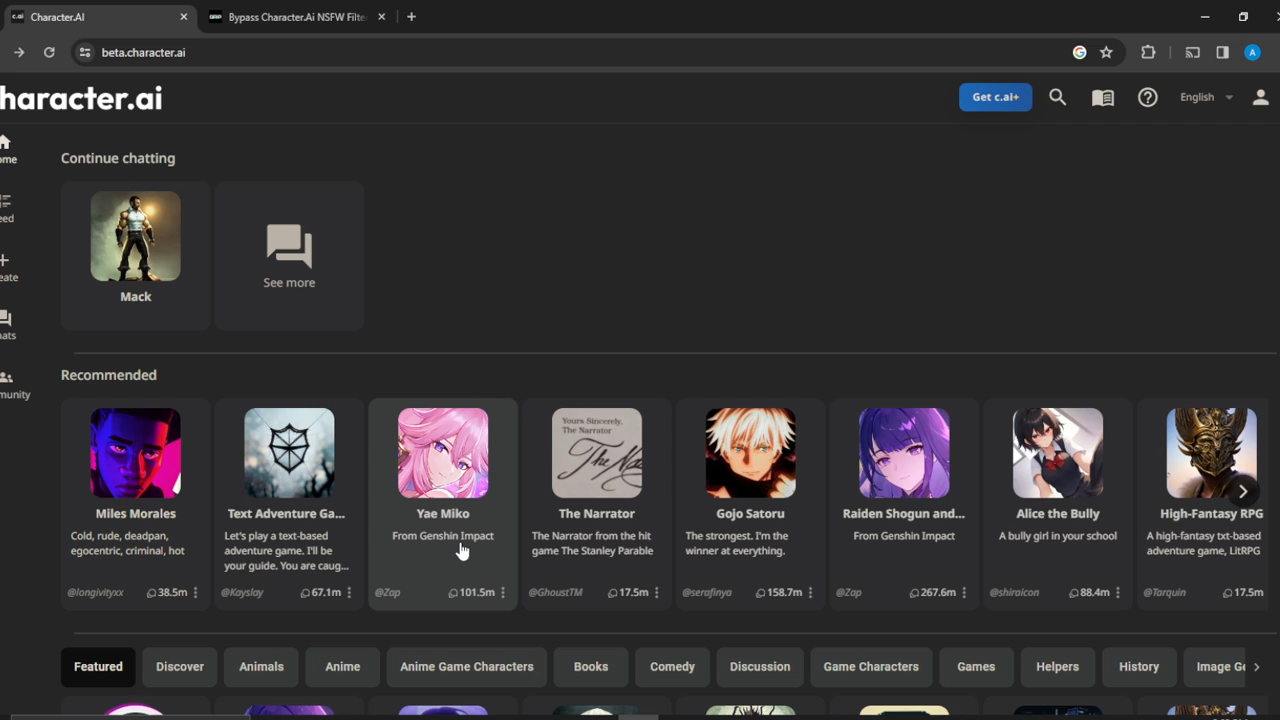 Character.AI
Bypass Character.Ai NSFW Filte
beta.character.ai
A
haracter.ai
Get c.ai+
English
ome
eed
eate
ats
munity
Continue chatting
Mack
See more
Recommended
Miles Morales
Cold, rude, deadpan,
egocentric, criminal, hot
@longivityxx 38.5m
Text Adventure Ga...
Let's play a text-based
adventure game. I'll be
your guide. You are caug...
@Kayslay 67.1m
Yae Miko
From Genshin Impact
@Zap 101.5m
Yours Sincerely,
The Narrator
The Narrator
The Narrator from the hit
game The Stanley Parable
@GhoustTM 17.5m
Gojo Satoru
The strongest. I'm the
winner at everything.
@serafinya 158.7m
Raiden Shogun and...
From Genshin Impact
@Zap 267.6m
Alice the Bully
A bully girl in your school
@shiraicon 88.4m
High-Fantasy RPG
A high-fantasy txt-based
adventure game, LitRPG
@Tarquin 17.5m
Featured
Discover
Animals
Anime
Anime Game Characters
Books
Comedy
Discussion
Game Characters
Games
Helpers
History
Image Ge